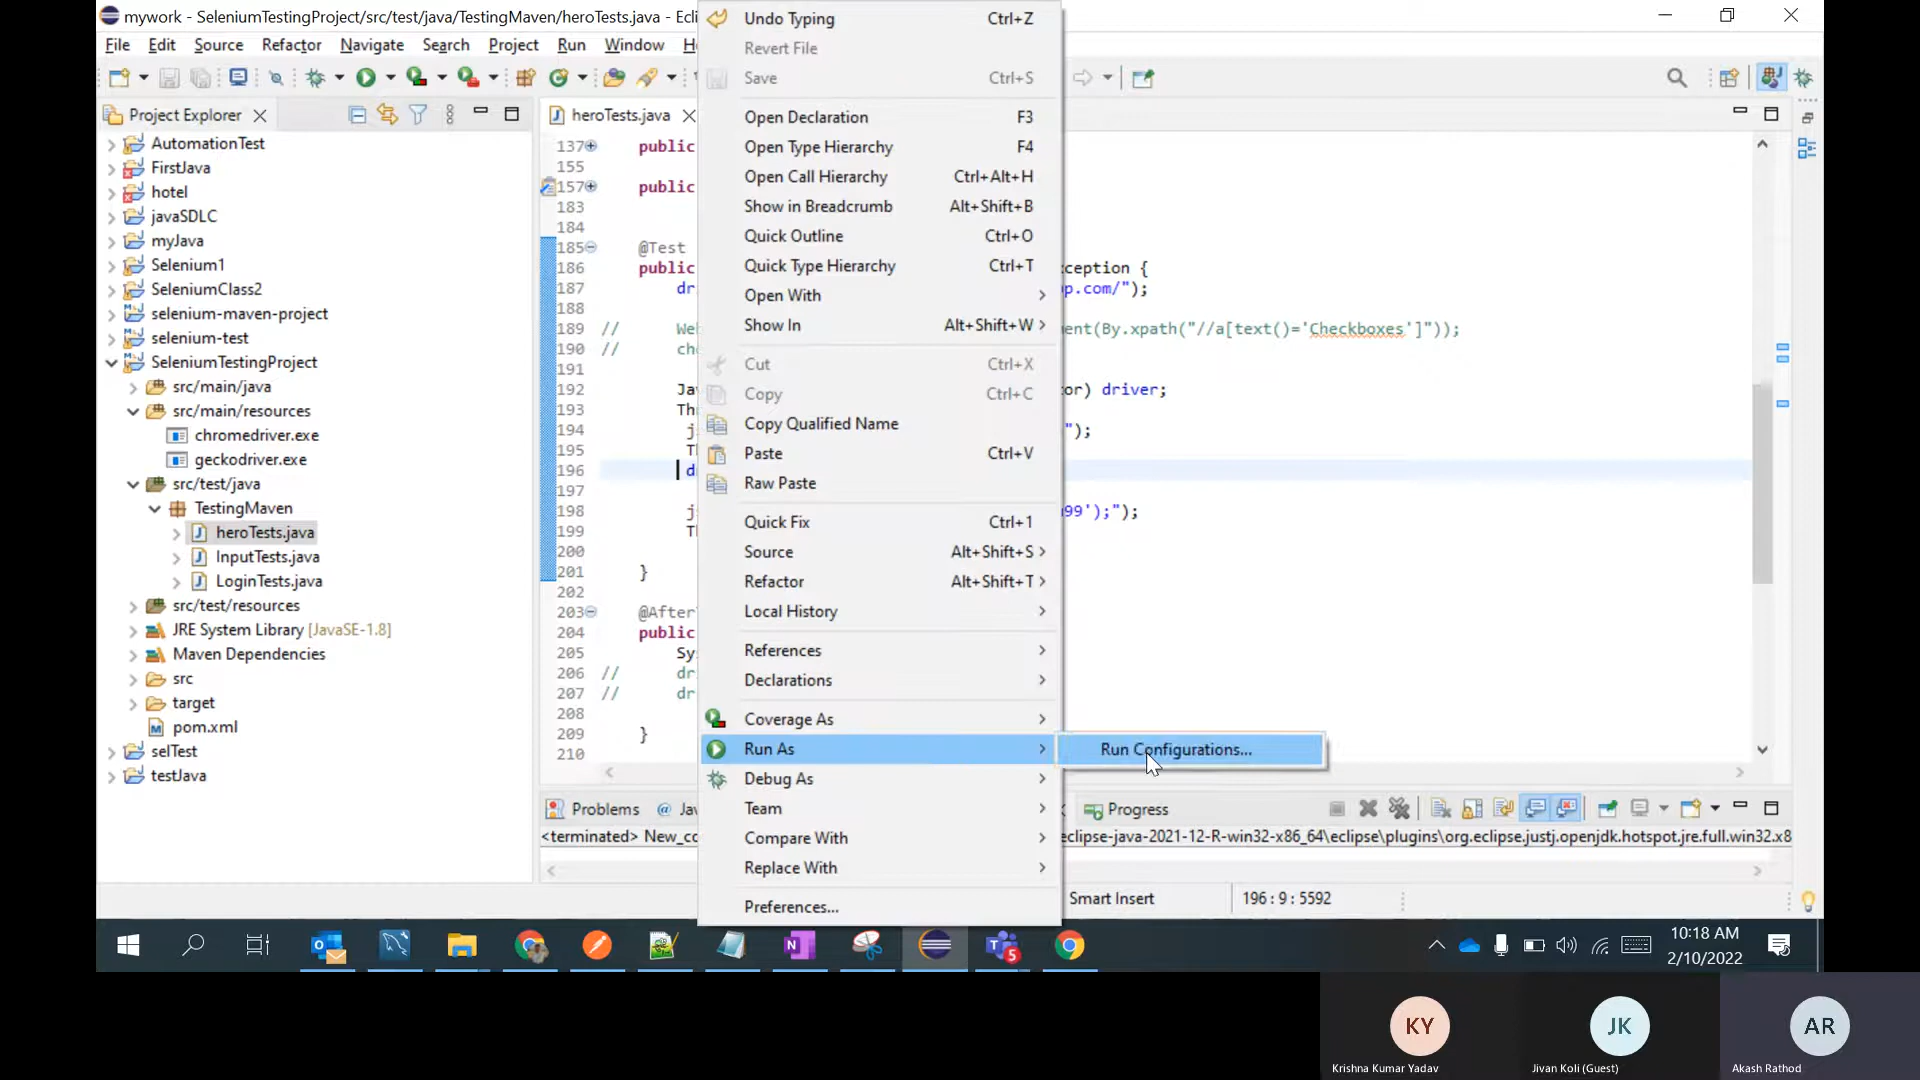 mywork - SeleniumTestingProject/src/test/java/TestingMaven/heroTests.java - Ecli
File Edit Source Refactor Navigate Search Project Run Window H
Project Explorer
AutomationTest
FirstJava
hotel
javaSDLC
myJava
Selenium1
SeleniumClass2
selenium-maven-project
selenium-test
SeleniumTestingProject
src/main/java
src/main/resources
chromedriver.exe
geckodriver.exe
src/test/java
TestingMaven
heroTests.java
InputTests.java
LoginTests.java
src/test/resources
JRE System Library [JavaSE-1.8]
Maven Dependencies
src
target
pom.xml
selTest
testJava
heroTests.java
137 public
155
157 public
183
184
185 @Test
186 public ception {
187 dr p.com/");
188
189 // Web ent(By.xpath("//a[text()='Checkboxes']"));
190 // che
191
192 Jav or) driver;
193 Thr
194 j ");
195 T
196 d
197
198 j 99');");
199 T
200
201 }
202
203 @After
204 public
205 Sys
206 // dr
207 // dr
208
209 }
210
Undo Typing Ctrl+Z
Revert File
Save Ctrl+S
Open Declaration F3
Open Type Hierarchy F4
Open Call Hierarchy Ctrl+Alt+H
Show in Breadcrumb Alt+Shift+B
Quick Outline Ctrl+O
Quick Type Hierarchy Ctrl+T
Open With
Show In Alt+Shift+W
Cut Ctrl+X
Copy Ctrl+C
Copy Qualified Name
Paste Ctrl+V
Raw Paste
Quick Fix Ctrl+1
Source Alt+Shift+S
Refactor Alt+Shift+T
Local History
References
Declarations
Coverage As
Run As
Debug As
Team
Compare With
Replace With
Preferences...
Run Configurations...
Problems @ Jav Progress
<terminated> New_co eclipse-java-2021-12-R-win32-x86_64\eclipse\plugins\org.eclipse.justj.openjdk.hotspot.jre.full.win32.x8
Smart Insert 196 : 9 : 5592
10:18 AM
2/10/2022
5
KY
JK
AR
Krishna Kumar Yadav
Jivan Koli (Guest)
Akash Rathod